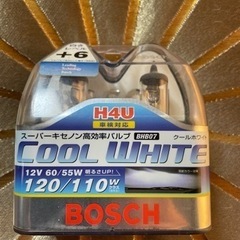 +6
H4U
車検対応
スーパーキセノン高効率バルブ BHB07 クールホワイト
COOL WHITE
12V 60/55W 明るさUP!
120/110W
BOSCH